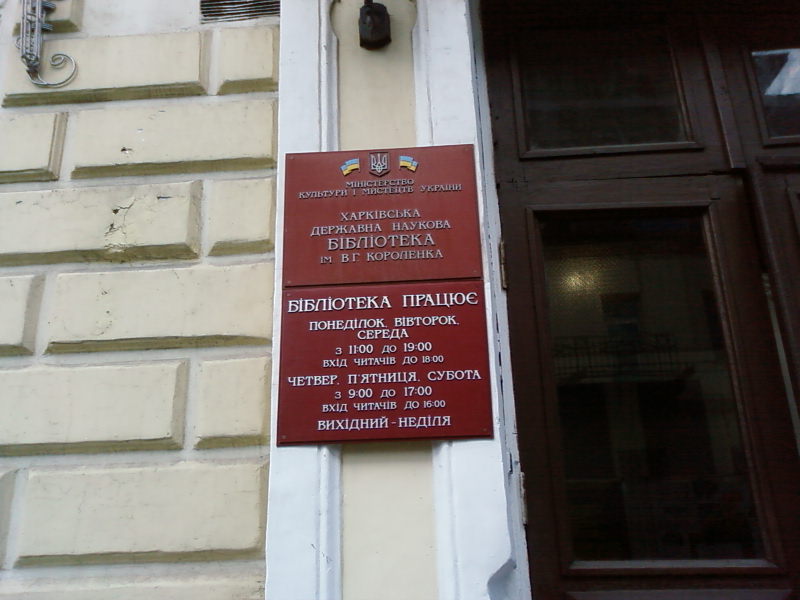 МІНІСТЕРСТВО
КУЛЬТУРИ І МИСТЕЦТВ УКРАЇНИ
ХАРКІВСЬКА
ДЕРЖАВНА НАУКОВА
БІБЛІОТЕКА
ІМ В.Г. КОРОЛЕНКА
БІБЛІОТЕКА ПРАЦЮЄ
ПОНЕДІЛОК, ВІВТОРОК,
СЕРЕДА
З 11:00 ДО 19:00
ВХІД ЧИТАЧІВ ДО 18:00
ЧЕТВЕР, П'ЯТНИЦЯ, СУБОТА
З 9:00 ДО 17:00
ВХІД ЧИТАЧІВ ДО 16:00
ВИХІДНИЙ - НЕДІЛЯ